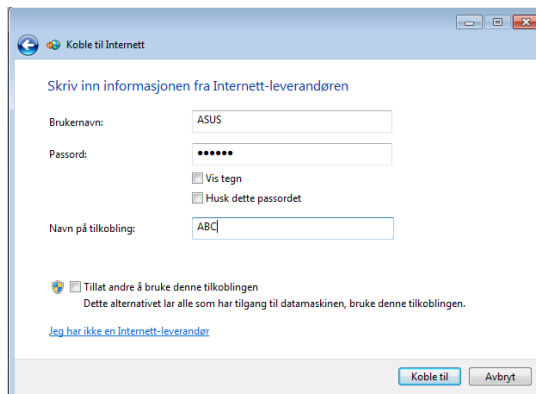 Koble til Internett
Skriv inn informasjonen fra Internett-leverandøren
Brukernavn: ASUS
Passord: ••••••
Vis tegn
Husk dette passordet
Navn på tilkobling: ABC
Tillat andre å bruke denne tilkoblingen
Dette alternativet lar alle som har tilgang til datamaskinen, bruke denne tilkoblingen.
Jeg har ikke en Internett-leverandør
Koble til Avbryt